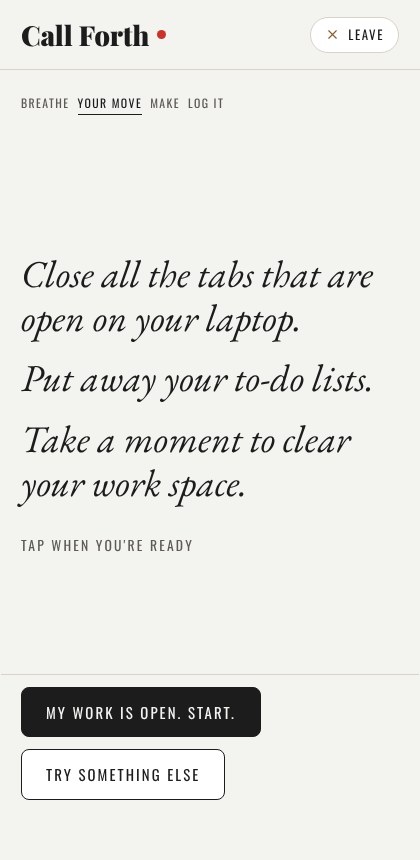 Call Forth
× LEAVE
BREATHE YOUR MOVE MAKE LOG IT
Close all the tabs that are
open on your laptop.
Put away your to-do lists.
Take a moment to clear
your work space.
TAP WHEN YOU'RE READY
MY WORK IS OPEN. START.
TRY SOMETHING ELSE